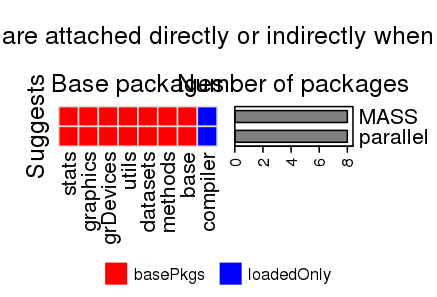 are attached directly or indirectly when
Base packages
Number of packages
Suggests
MASS
parallel
0 2 4 6 8
stats
graphics
grDevices
utils
datasets
methods
base
compiler
basePkgs
loadedOnly